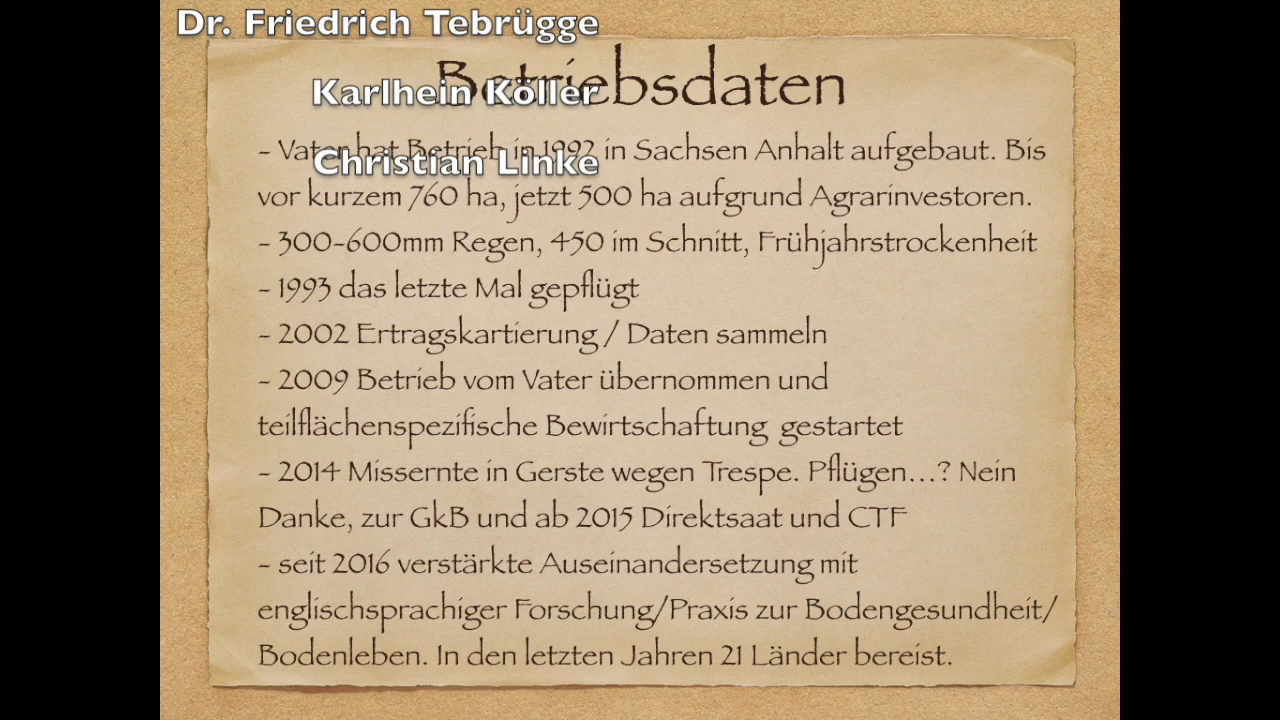 Dr. Friedrich Tebrügge
Betriebsdaten
Karlhein Köller
- Vater hat Betrieb in 1992 in Sachsen Anhalt aufgebaut. Bis
Christian Linke
vor kurzem 760 ha, jetzt 500 ha aufgrund Agrarinvestoren.
- 300-600mm Regen, 450 im Schnitt, Frühjahrstrockenheit
- 1993 das letzte Mal gepflügt
- 2002 Ertragskartierung / Daten sammeln
- 2009 Betrieb vom Vater übernommen und
teilflächenspezifische Bewirtschaftung gestartet
- 2014 Missernte in Gerste wegen Trespe. Pflügen...? Nein
Danke, zur GkB und ab 2015 Direktsaat und CTF
- seit 2016 verstärkte Auseinandersetzung mit
englischsprachiger Forschung/Praxis zur Bodengesundheit/
Bodenleben. In den letzten Jahren 21 Länder bereist.